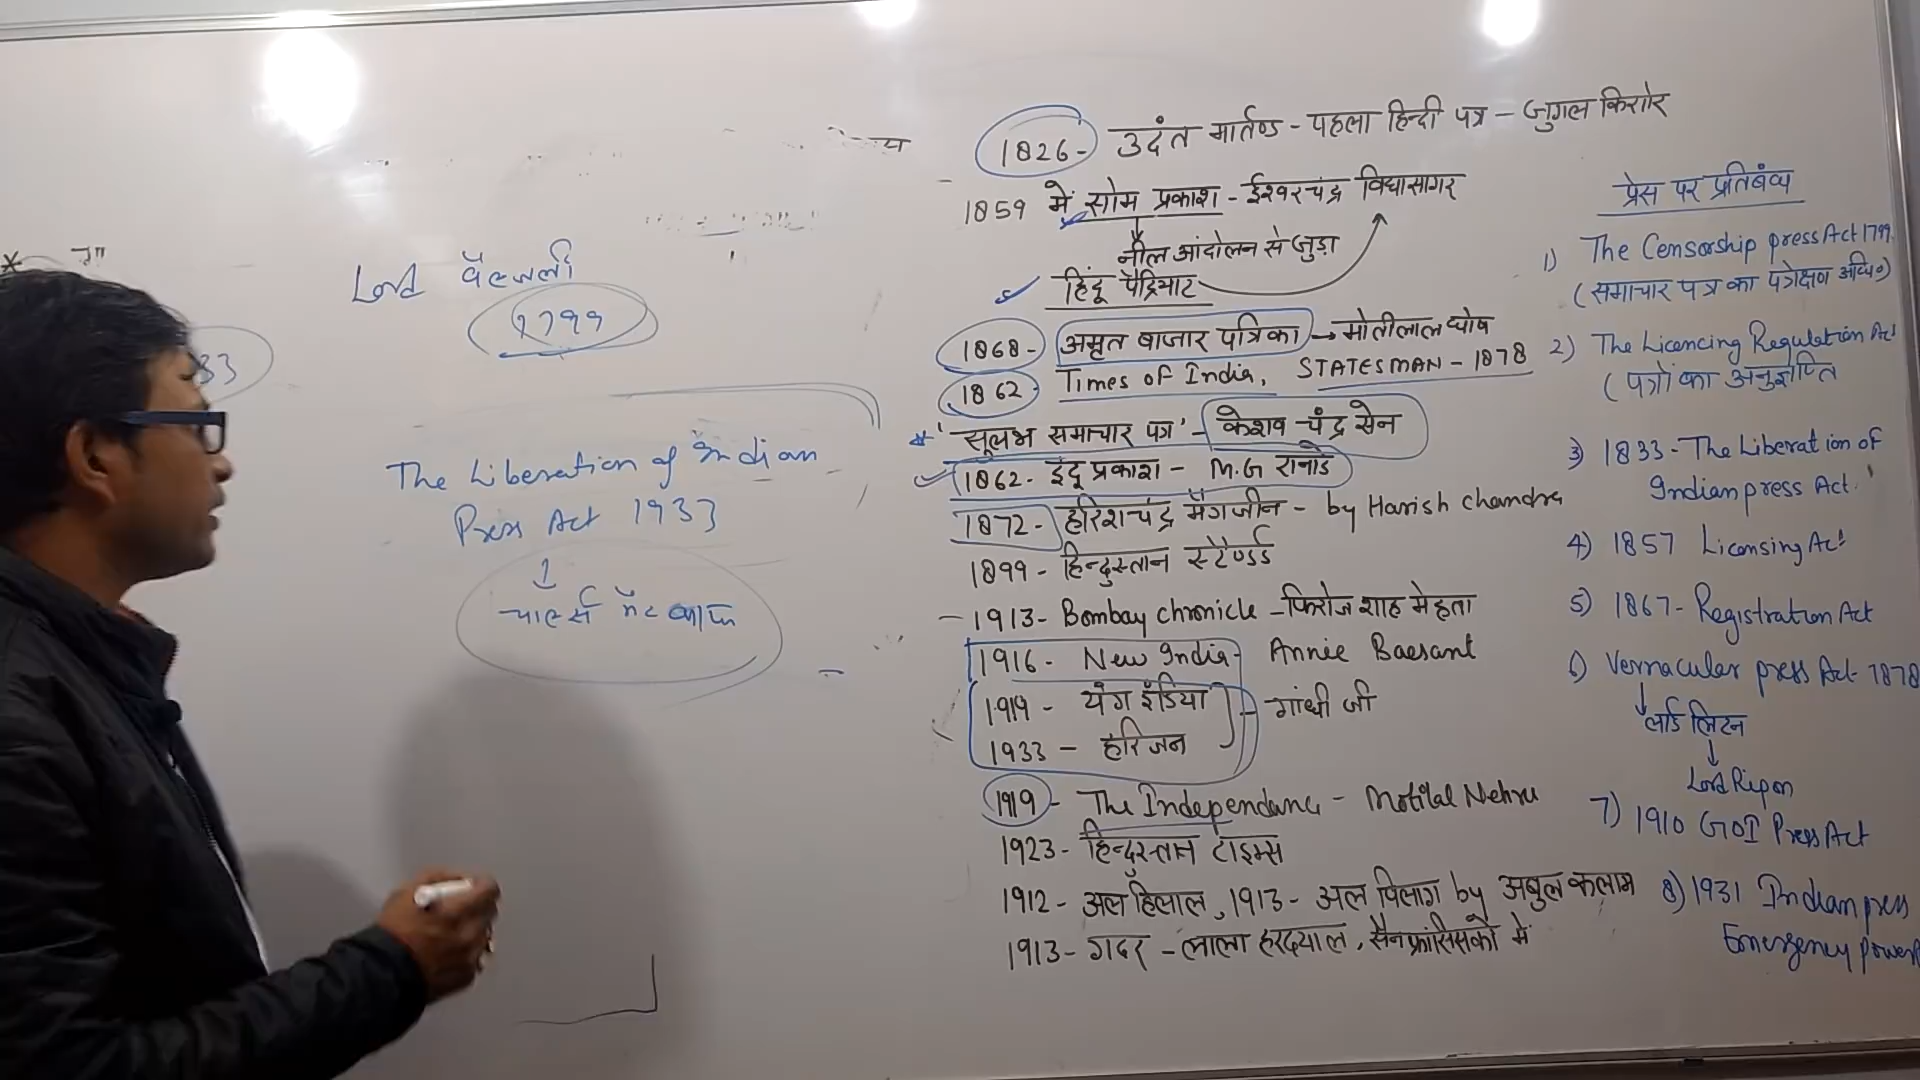 Lord वेल्जली
1799
33
The Liberation of Indian
Press Act 1933
चार्ल्स मेटकाफ
1826- उदंत मार्तण्ड - पहला हिन्दी पत्र - जुगल किशोर
1859 में सोम प्रकाश - ईश्वरचंद्र विद्यासागर
नील आंदोलन से जुड़ा
हिंदू पैट्रियाट
1868- अमृत बाजार पत्रिका → मोतीलाल घोष
1862- Times of India, STATESMAN - 1878
'सूलभ समाचार पत्र' - केशव चंद्र सेन
1862- इंदू प्रकाश - M.G रानाडे
1872- हरिशचंद्र मैगजीन - by Harish chandra
1899- हिन्दुस्तान स्टैण्डर्ड
- 1913- Bombay chronicle - फिरोज शाह मेहता
1916- New India- Annie Baesant
1919- यंग इंडिया - गांधी जी
1933- हरिजन
1919- The Independance - Motilal Nehru
1923- हिन्दुस्तान टाइम्स
1912- अल हिलाल, 1913- अल विलाग by अबुल कलाम
1913- गदर - लाला हरदयाल, सैनफ्रांसिसको में
प्रेस पर प्रतिबंध
1) The Censorship press Act 1799
(समाचार पत्र का पत्रेक्षण अधि०)
2) The Licencing Regulation Act
(पत्रों का अनुज्ञप्ति
3) 1833- The Liberation of
Indian press Act.'
4) 1857 Licensing Act
5) 1867- Registration Act
6) Vernacular press Act- 1878
लार्ड लिटन
Lord Ripon
7) 1910 GOI Press Act
8) 1931 Indian press
Emergency power